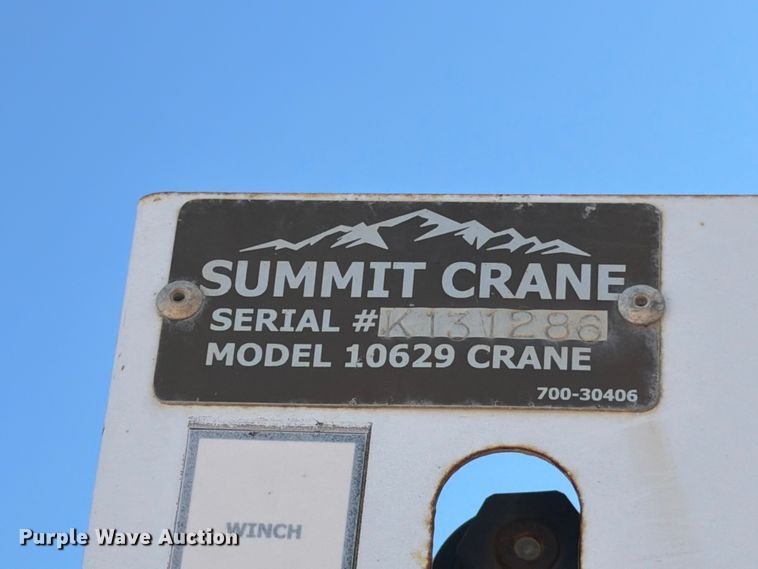 SUMMIT CRANE
SERIAL # K131286
MODEL 10629 CRANE
700-30406
WINCH
Purple Wave Auction